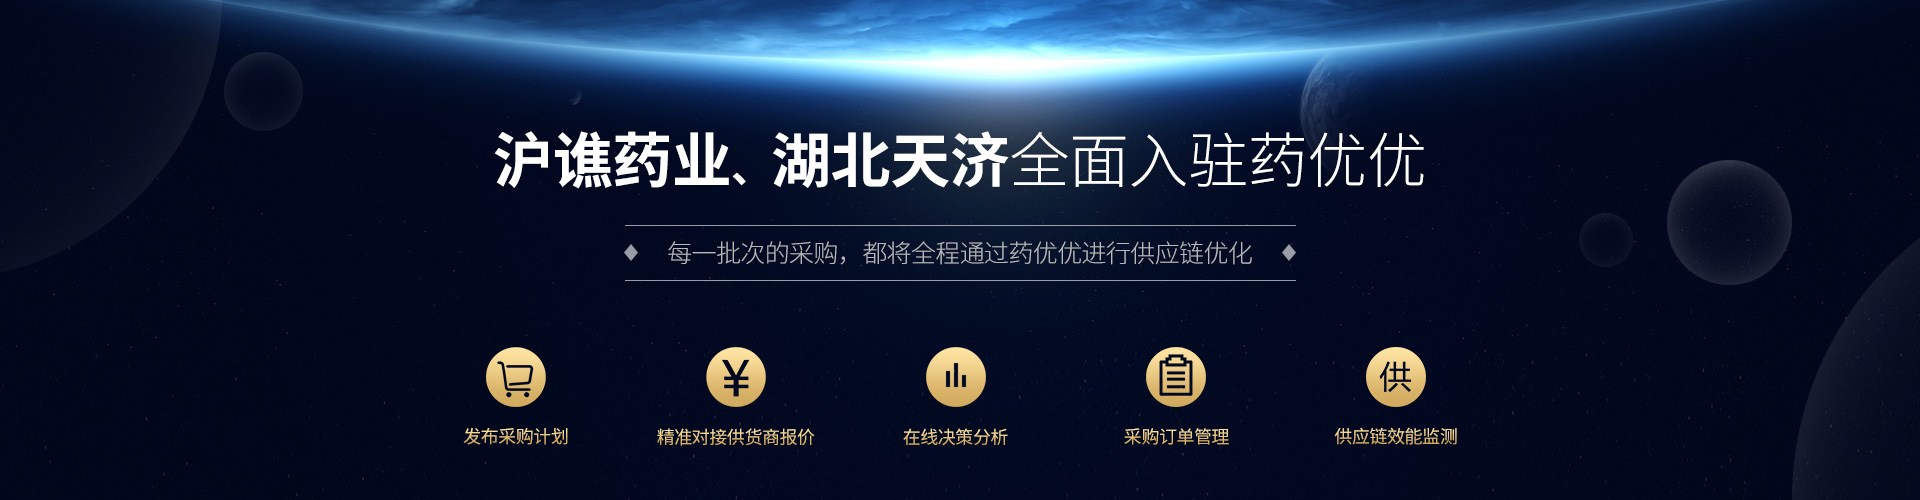 沪谯药业、湖北天济全面入驻药优优
每一批次的采购，都将全程通过药优优进行供应链优化
¥
供
发布采购计划
精准对接供货商报价
在线决策分析
采购订单管理
供应链效能监测